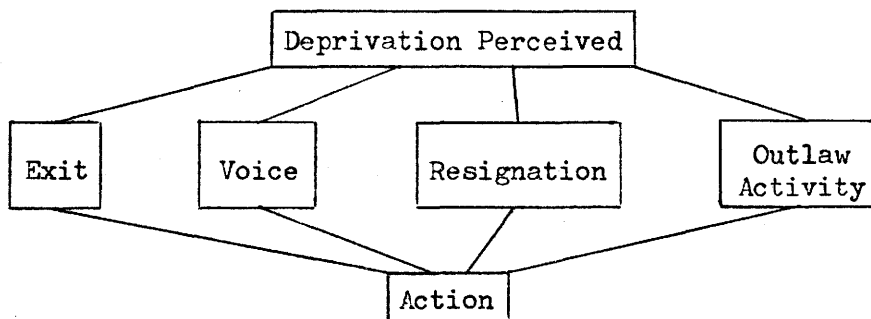 Deprivation Perceived
Exit
Voice
Resignation
Outlaw
Activity
Action